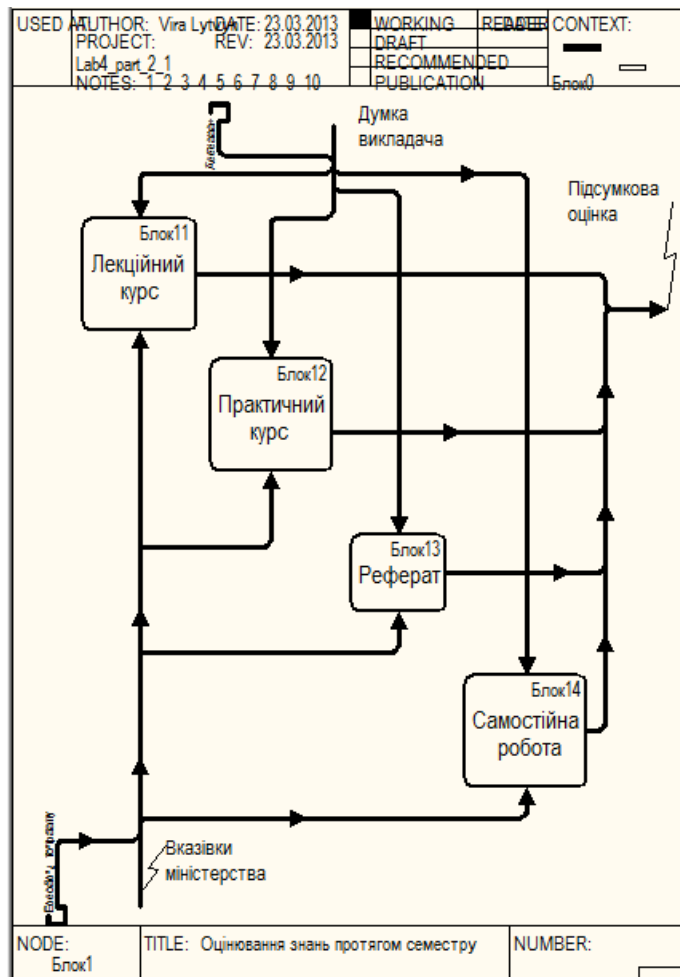 USED AT:
AUTHOR: Vira Lytvyn DATE: 23.03.2013
PROJECT: REV: 23.03.2013
Lab4_part_2_1
NOTES: 1 2 3 4 5 6 7 8 9 10
WORKING
DRAFT
RECOMMENDED
PUBLICATION
READER DATE
CONTEXT:
Блок0
Думка
викладача
Підсумкова
оцінка
Блок11
Лекційний
курс
Блок12
Практичний
курс
Блок13
Реферат
Блок14
Самостійна
робота
Вказівки
міністерства
NODE:
Блок1
TITLE: Оцінювання знань протягом семестру
NUMBER: